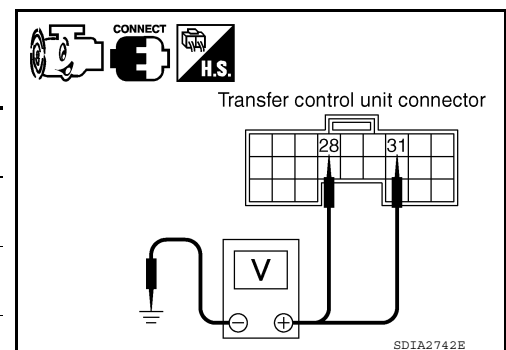 CONNECT
H.S.
Transfer control unit connector
28 31
V
SDIA2742E